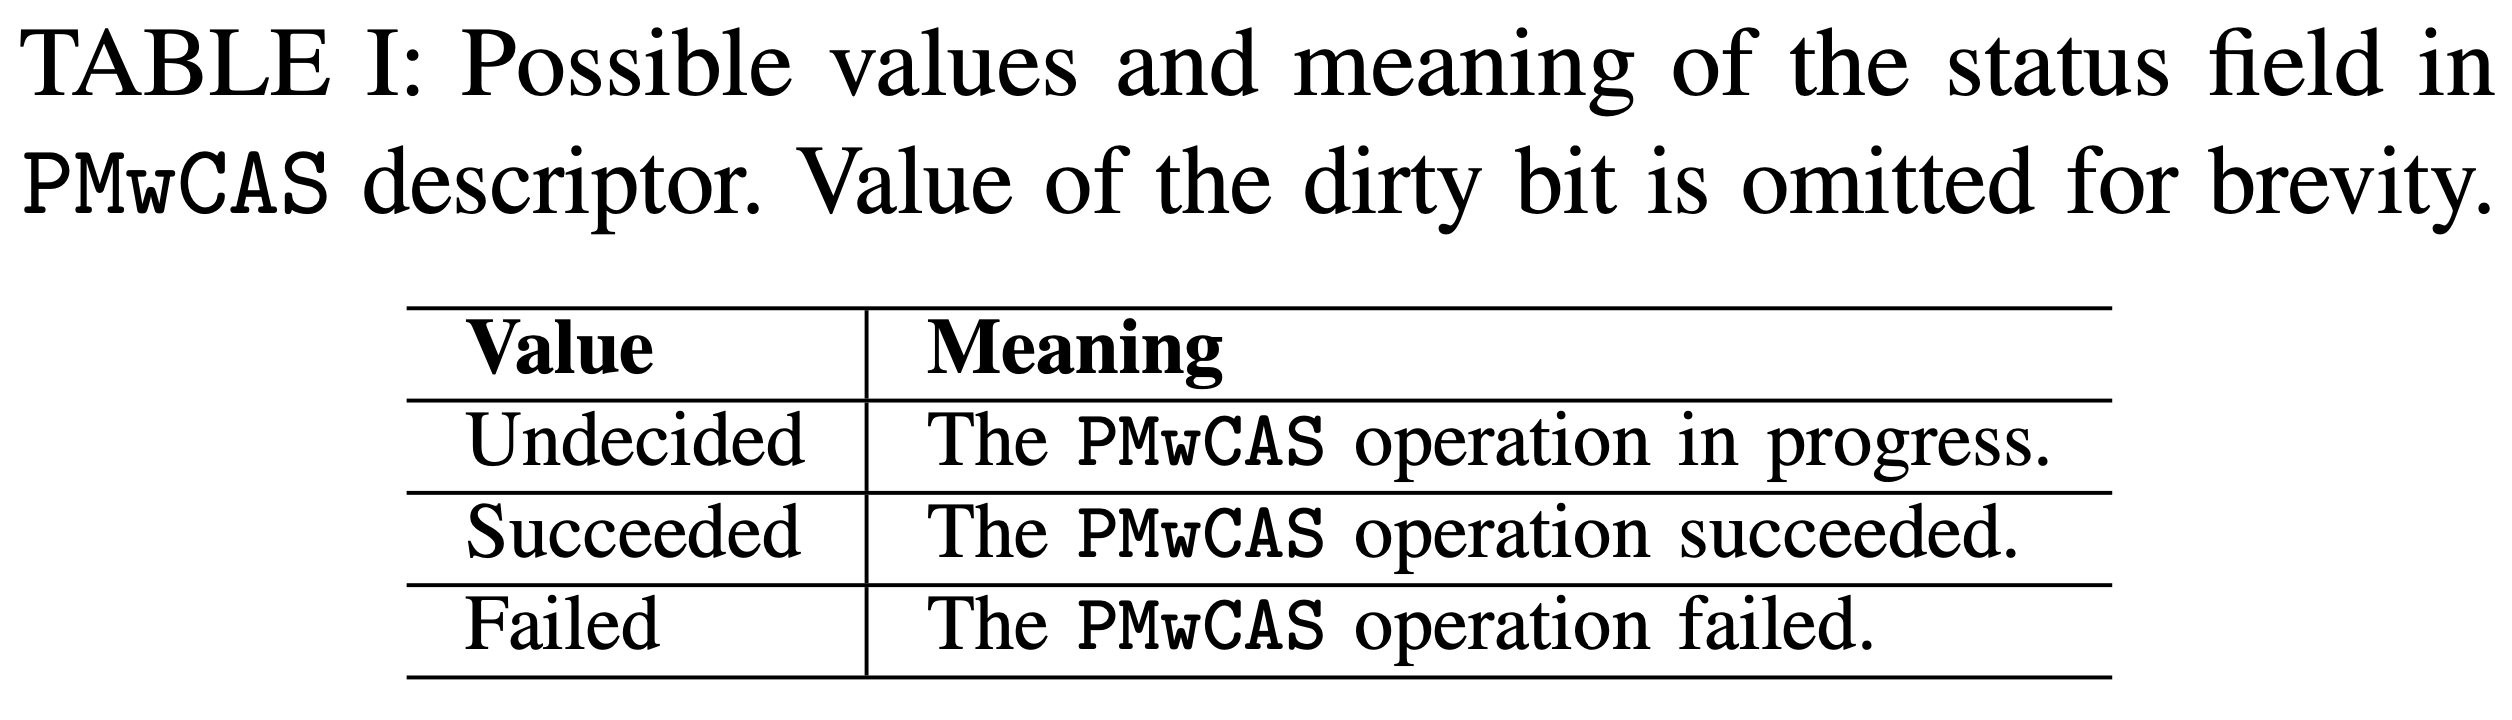 TABLE I: Possible values and meaning of the status field in
PMwCAS descriptor. Value of the dirty bit is omitted for brevity.
Value Meaning
Undecided The PMwCAS operation in progress.
Succeeded The PMwCAS operation succeeded.
Failed The PMwCAS operation failed.